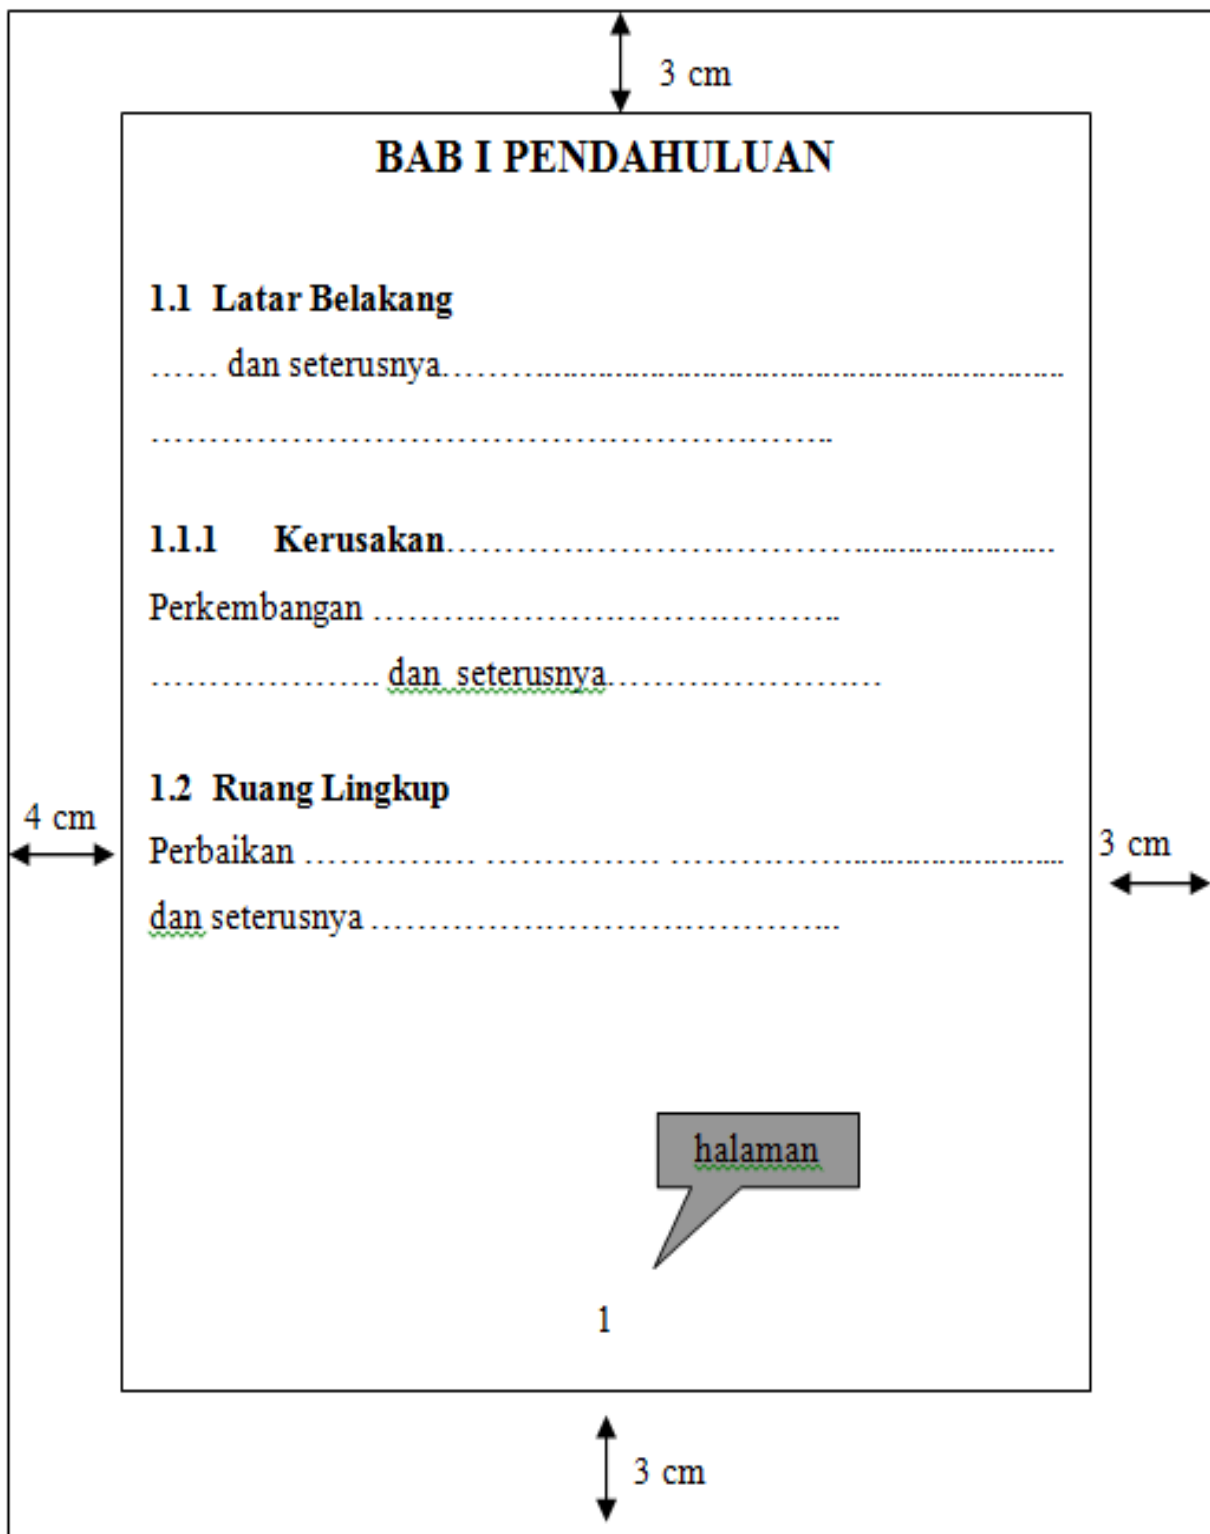 3 cm
BAB I PENDAHULUAN
1.1 Latar Belakang
…… dan seterusnya……………………………………………………
……………………………………………………………..
1.1.1 Kerusakan……………………………………………………
Perkembangan …………………………………………..
…………………. dan seterusnya………………………
1.2 Ruang Lingkup
4 cm
Perbaikan ……………… ……………… ……………………………………
3 cm
dan seterusnya …………………………………………..
halaman
1
3 cm